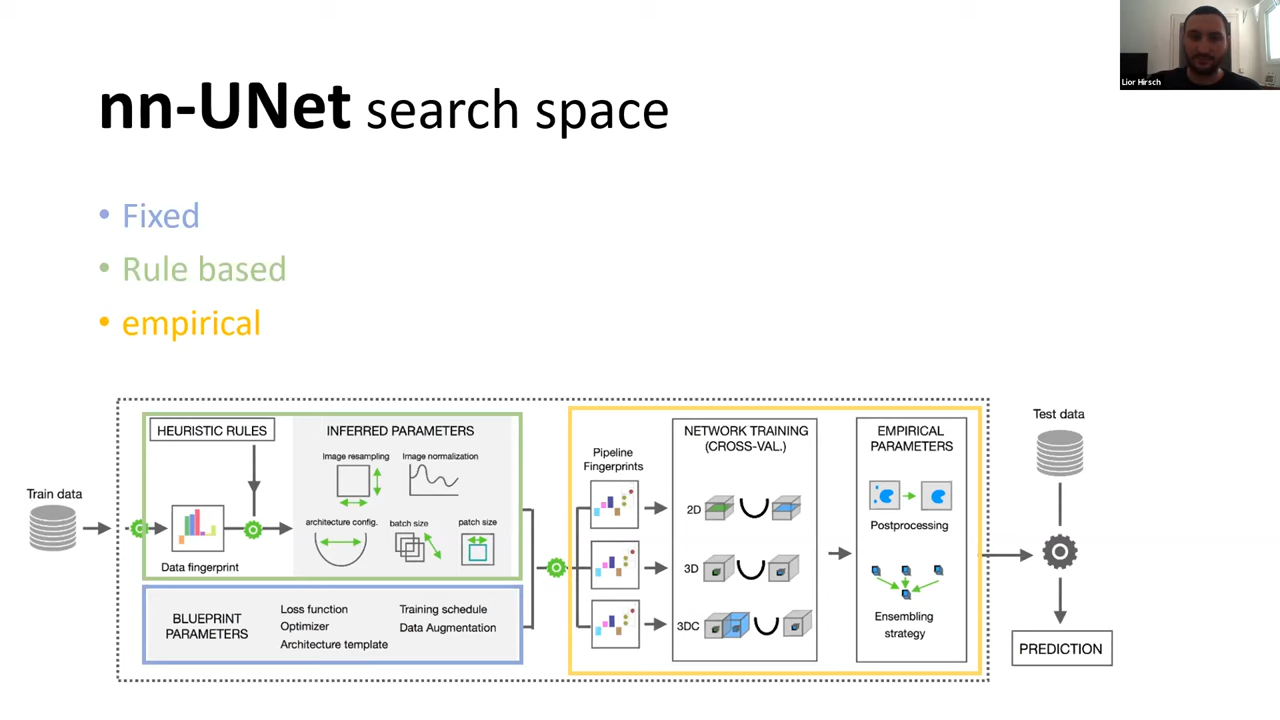 Lior Hirsch
nn-UNet search space
• Fixed
• Rule based
• empirical
Train data
HEURISTIC RULES
Data fingerprint
INFERRED PARAMETERS
Image resampling
Image normalization
architecture config.
batch size
patch size
BLUEPRINT
PARAMETERS
Loss function
Optimizer
Architecture template
Training schedule
Data Augmentation
Pipeline
Fingerprints
NETWORK TRAINING
(CROSS-VAL.)
2D
3D
3DC
EMPIRICAL
PARAMETERS
Postprocessing
Ensembling
strategy
Test data
PREDICTION